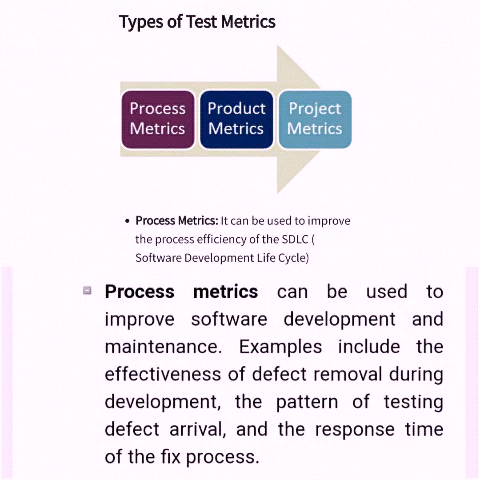 Types of Test Metrics
Process Metrics
Product Metrics
Project Metrics
• Process Metrics: It can be used to improve
the process efficiency of the SDLC (
Software Development Life Cycle)
Process metrics can be used to
improve software development and
maintenance. Examples include the
effectiveness of defect removal during
development, the pattern of testing
defect arrival, and the response time
of the fix process.